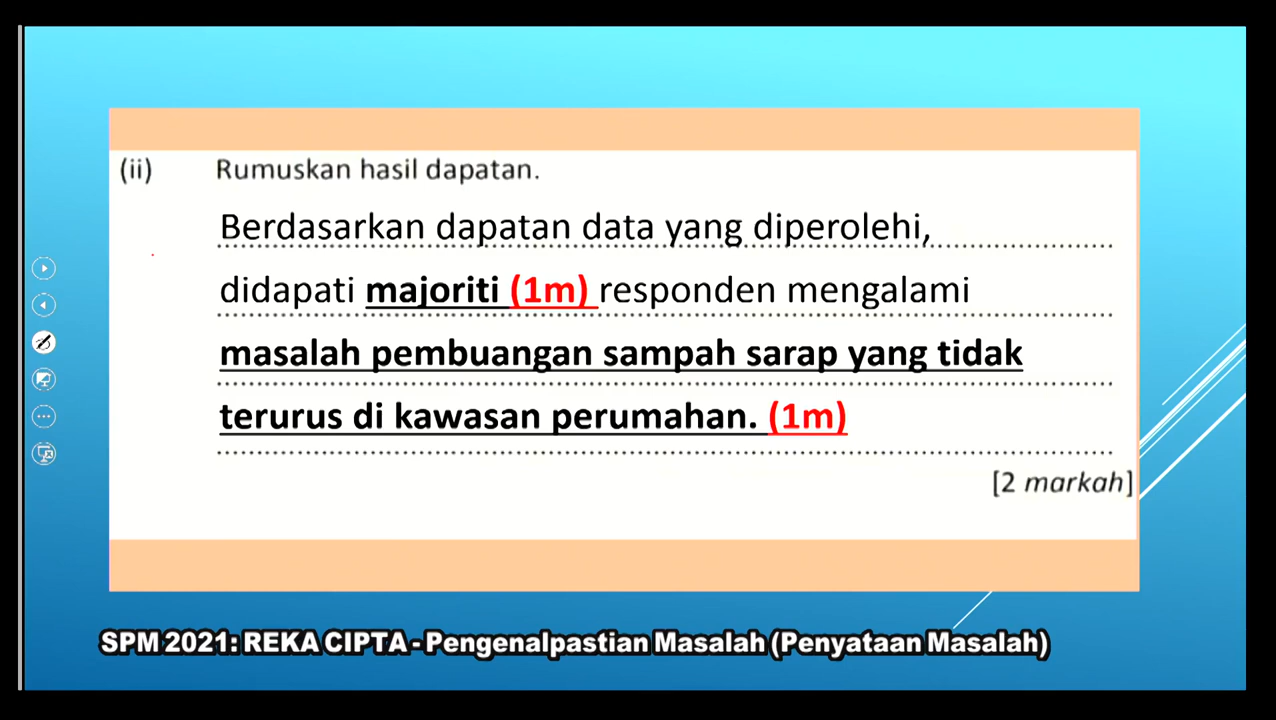 (ii) Rumuskan hasil dapatan.
Berdasarkan dapatan data yang diperolehi,
didapati majoriti (1m) responden mengalami
masalah pembuangan sampah sarap yang tidak
terurus di kawasan perumahan. (1m)
[2 markah]
SPM 2021: REKA CIPTA - Pengenalpastian Masalah (Penyataan Masalah)